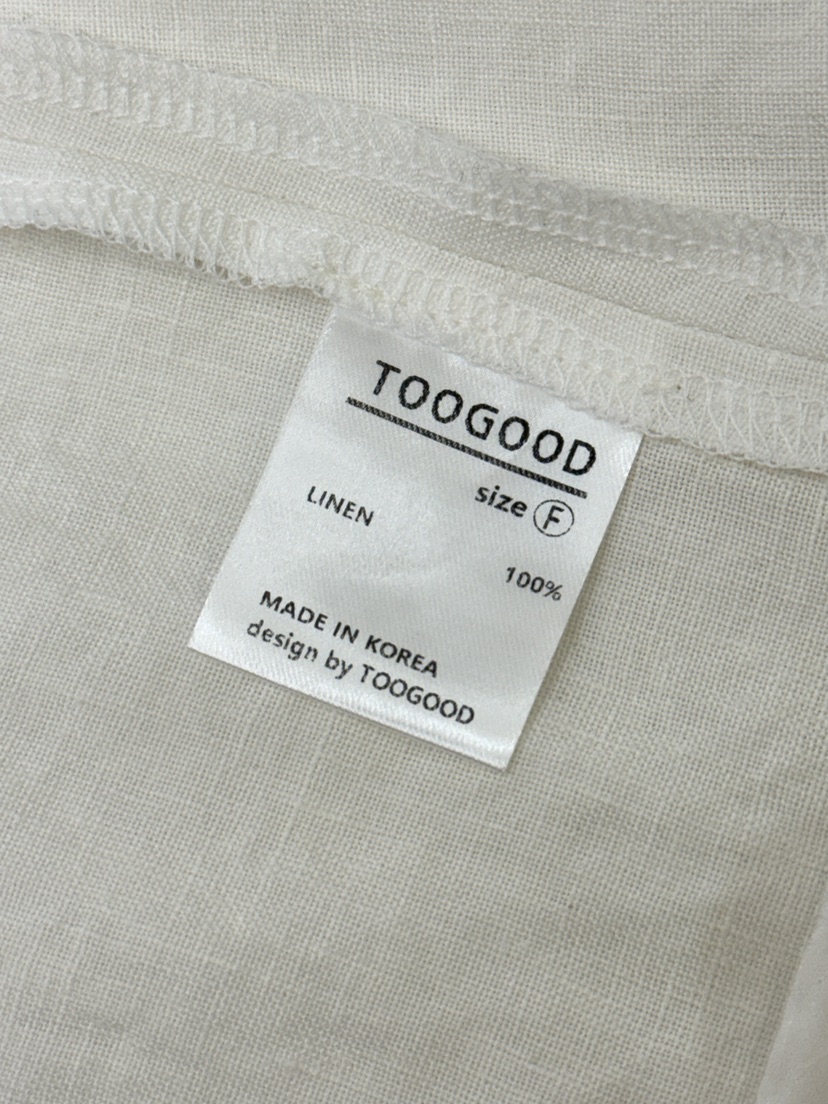 TOOGOOD
size F
LINEN 100%
MADE IN KOREA
design by TOOGOOD